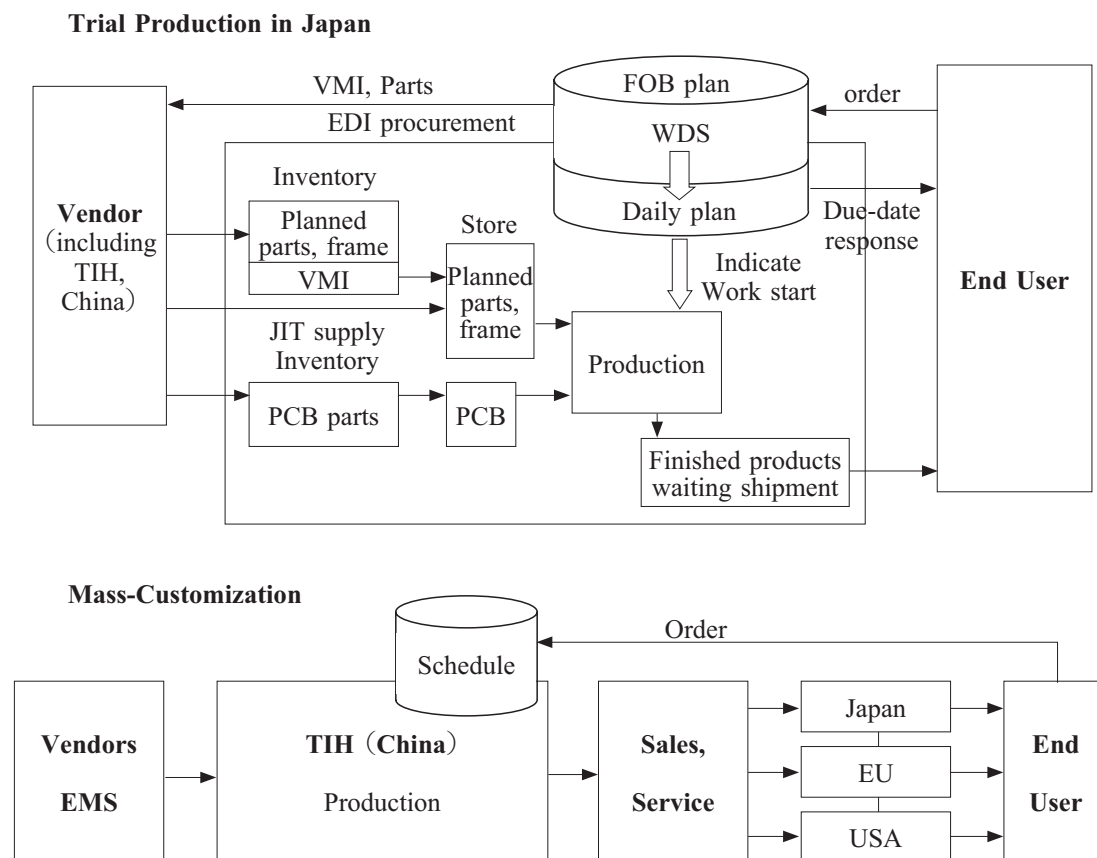 Trial Production in Japan
VMI, Parts
EDI procurement
FOB plan
WDS
Daily plan
order
Due-date
response
End User
Vendor
（including
TIH,
China）
Inventory
Planned
parts, frame
VMI
Store
Planned
parts,
frame
Indicate
Work start
JIT supply
Inventory
PCB parts
PCB
Production
Finished products
waiting shipment
Mass-Customization
Schedule
Order
Vendors
EMS
TIH（China）
Production
Sales,
Service
Japan
EU
USA
End
User